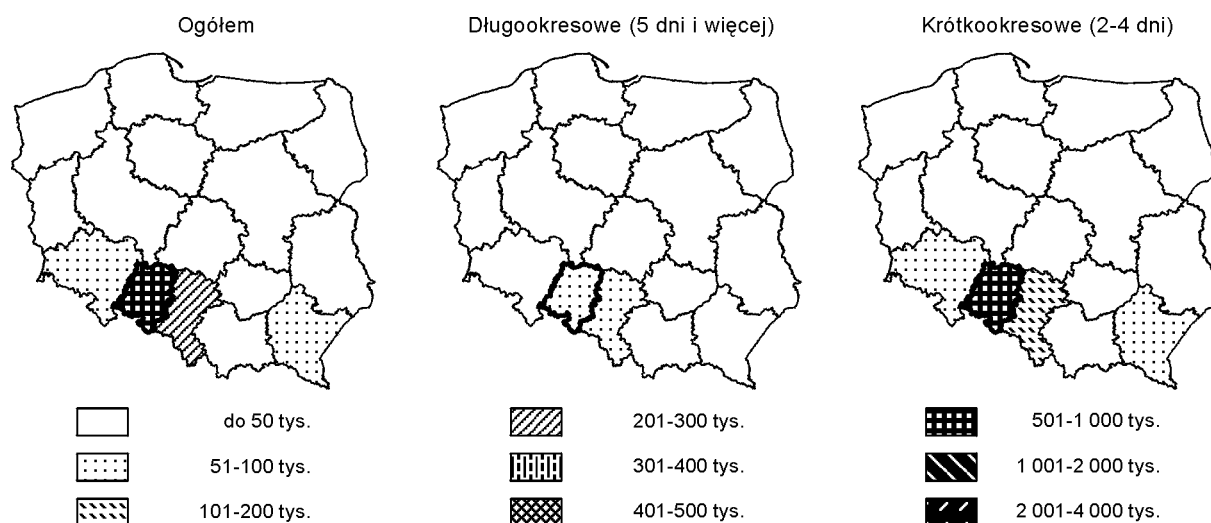 Ogółem
Długookresowe (5 dni i więcej)
Krótkookresowe (2-4 dni)
do 50 tys.
201-300 tys.
501-1 000 tys.
51-100 tys.
301-400 tys.
1 001-2 000 tys.
101-200 tys.
401-500 tys.
2 001-4 000 tys.